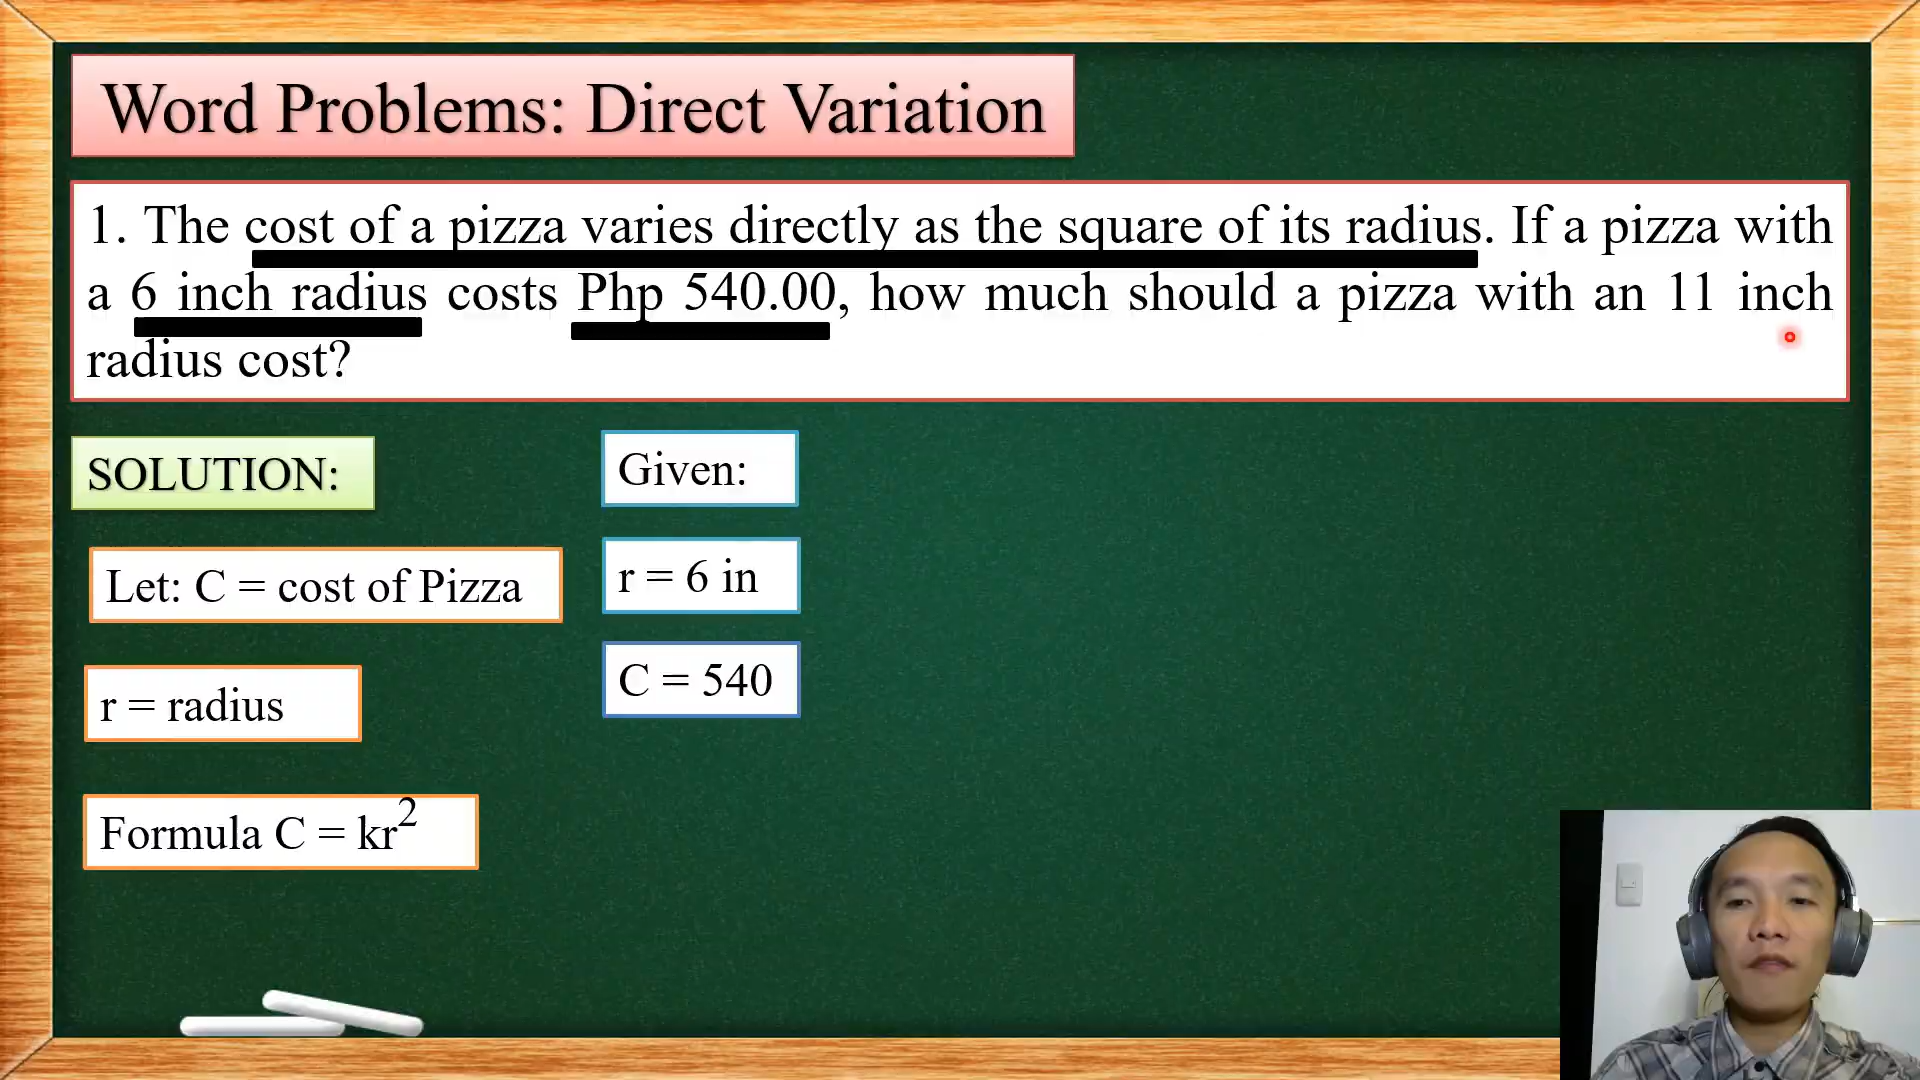 Word Problems: Direct Variation
1. The cost of a pizza varies directly as the square of its radius. If a pizza with
a 6 inch radius costs Php 540.00, how much should a pizza with an 11 inch
radius cost?
SOLUTION:
Let: C = cost of Pizza
r = radius
Formula C = kr²
Given:
r = 6 in
C = 540